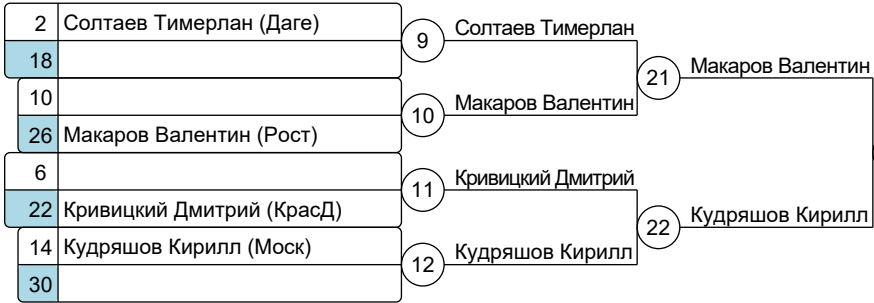 2 Солтаев Тимерлан (Даге)
18
10
26 Макаров Валентин (Рост)
6
22 Кривицкий Дмитрий (КрасД)
14 Кудряшов Кирилл (Моск)
30
9 Солтаев Тимерлан
10 Макаров Валентин
11 Кривицкий Дмитрий
12 Кудряшов Кирилл
21 Макаров Валентин
22 Кудряшов Кирилл